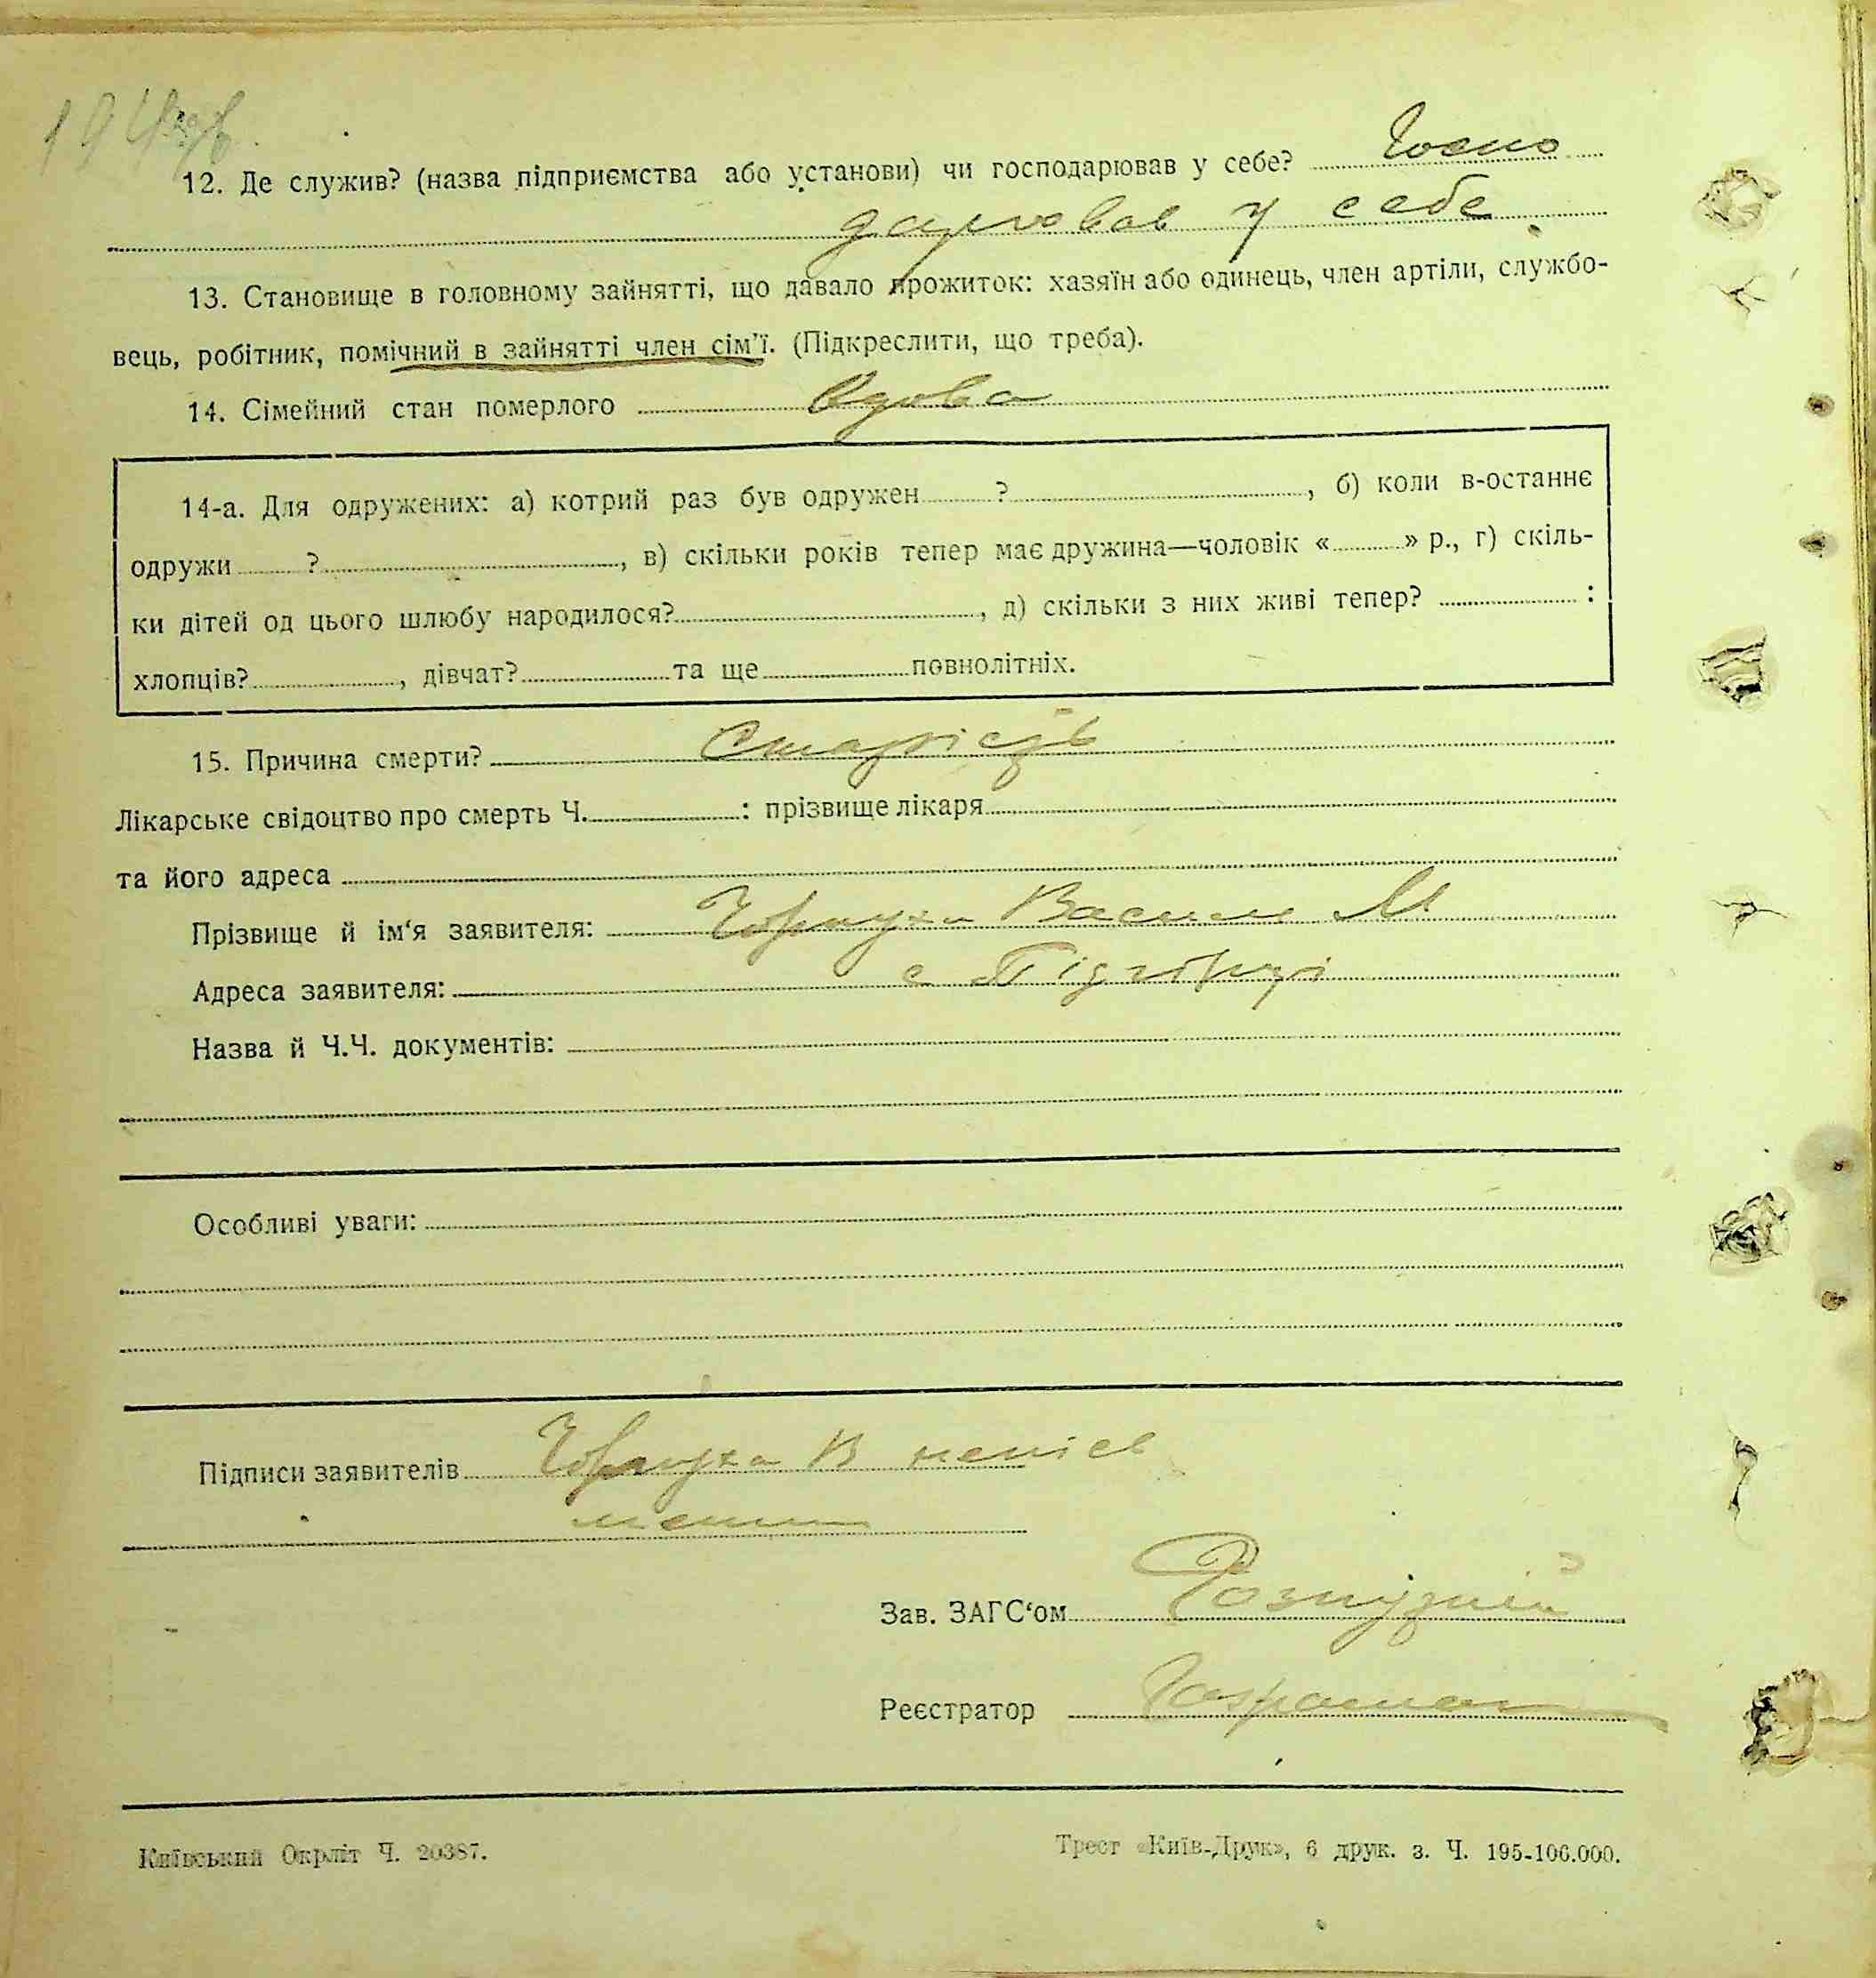 12. Де служив? (назва підприємства або установи) чи господарював у себе? Госпо
дарював у себе
13. Становище в головному зайнятті, що давало прожиток: хазяїн або одинець, член артіли, службо-
вець, робітник, помічний в зайнятті член сім'ї. (Підкреслити, що треба).
14. Сімейний стан померлого Вдова
14-а. Для одружених: а) котрий раз був одружен ? , б) коли в-останнє
одружи ? , в) скільки років тепер має дружина—чоловік « » р., г) скіль-
ки дітей од цього шлюбу народилося? , д) скільки з них живі тепер? :
хлопців? , дівчат? та ще повнолітніх.
15. Причина смерти? Старість
Лікарське свідоцтво про смерть Ч. : прізвище лікаря
та його адреса
Прізвище й ім'я заявителя: Чорнуха Василь М
Адреса заявителя: с Підгірці
Назва й Ч.Ч. документів:
Особливі уваги:
Підписи заявителів Чорнуха В
Зав. ЗАГС'ом
Реєстратор
Київський Окрліт Ч. 20387.
Трест «Київ-Друк», 6 друк. з. Ч. 195-106.000.